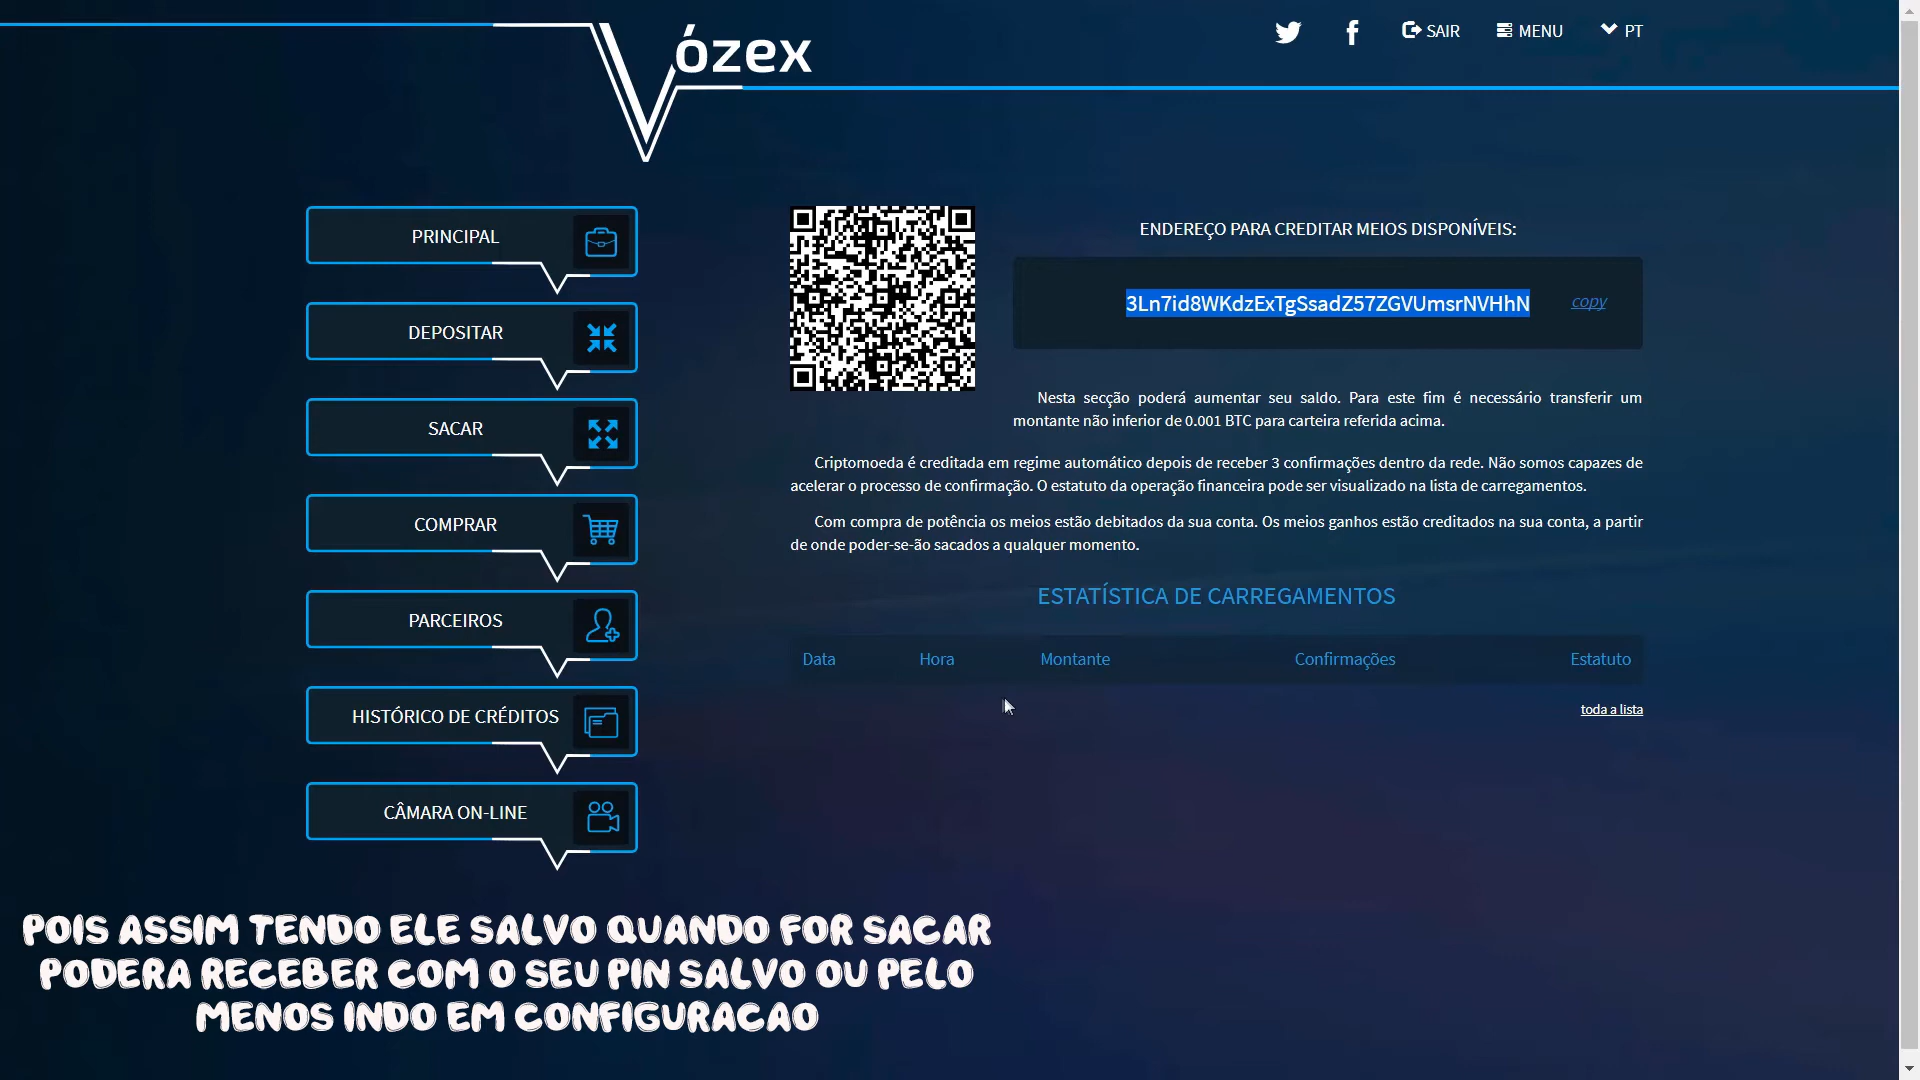 Vózex
SAIR
MENU
PT
PRINCIPAL
DEPOSITAR
SACAR
COMPRAR
PARCEIROS
HISTÓRICO DE CRÉDITOS
CÂMARA ON-LINE
ENDEREÇO PARA CREDITAR MEIOS DISPONÍVEIS:
3Ln7id8WKdzExTgSsadZ57ZGVUmsrNVHhN
copy
Nesta secção poderá aumentar seu saldo. Para este fim é necessário transferir um
montante não inferior de 0.001 BTC para carteira referida acima.
Criptomoeda é creditada em regime automático depois de receber 3 confirmações dentro da rede. Não somos capazes de
acelerar o processo de confirmação. O estatuto da operação financeira pode ser visualizado na lista de carregamentos.
Com compra de potência os meios estão debitados da sua conta. Os meios ganhos estão creditados na sua conta, a partir
de onde poder-se-ão sacados a qualquer momento.
ESTATÍSTICA DE CARREGAMENTOS
Data Hora Montante Confirmações Estatuto
toda a lista
POIS ASSIM TENDO ELE SALVO QUANDO FOR SACAR
PODERA RECEBER COM O SEU PIN SALVO OU PELO
MENOS INDO EM CONFIGURACAO